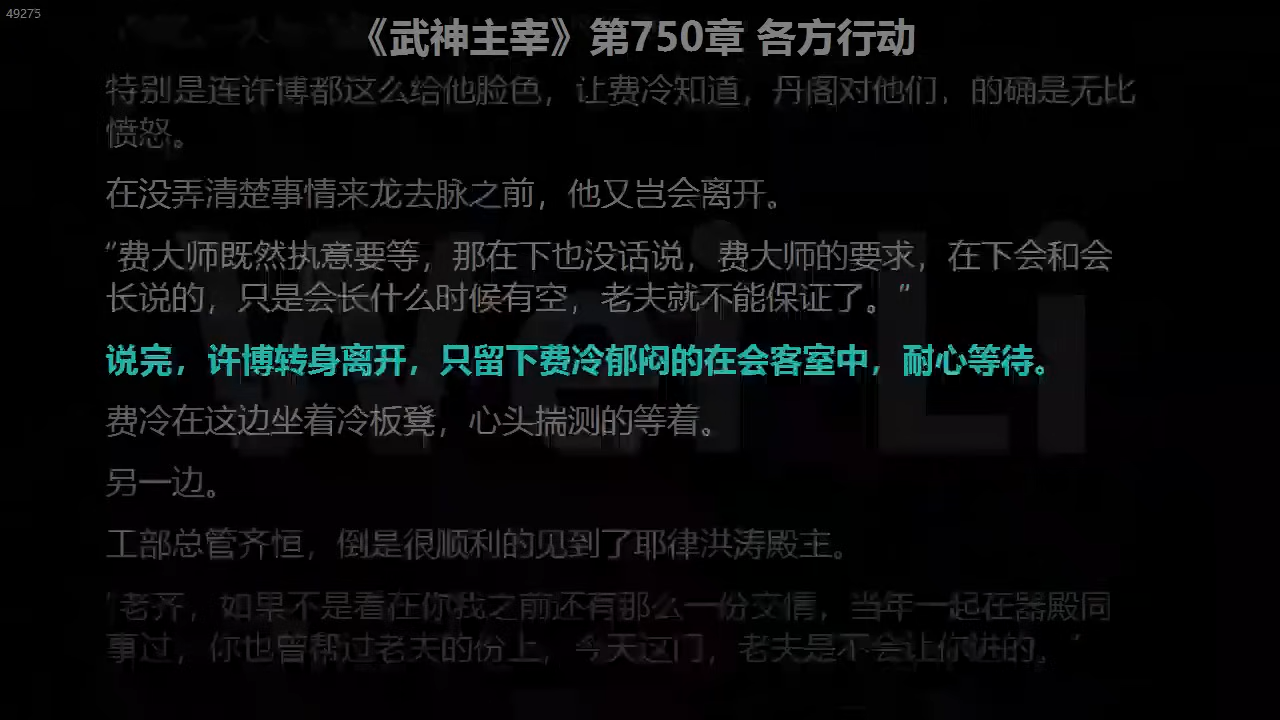 49275
《武神主宰》第750章 各方行动
特别是连许博都这么给他脸色，让费冷知道，丹阁对他们，的确是无比
愤怒。
在没弄清楚事情来龙去脉之前，他又岂会离开。
“费大师既然执意要等，那在下也没话说，费大师的要求，在下会和会
长说的，只是会长什么时候有空，老夫就不能保证了。”
说完，许博转身离开，只留下费冷郁闷的在会客室中，耐心等待。
费冷在这边坐着冷板凳，心头揣测的等着。
另一边。
工部总管齐恒，倒是很顺利的见到了耶律洪涛殿主。
“老齐，如果不是看在你我之前还有那么一份交情，当年一起在器殿同
事过，你也曾帮过老夫的份上，今天这门，老夫是不会让你进的。”
Wei Li